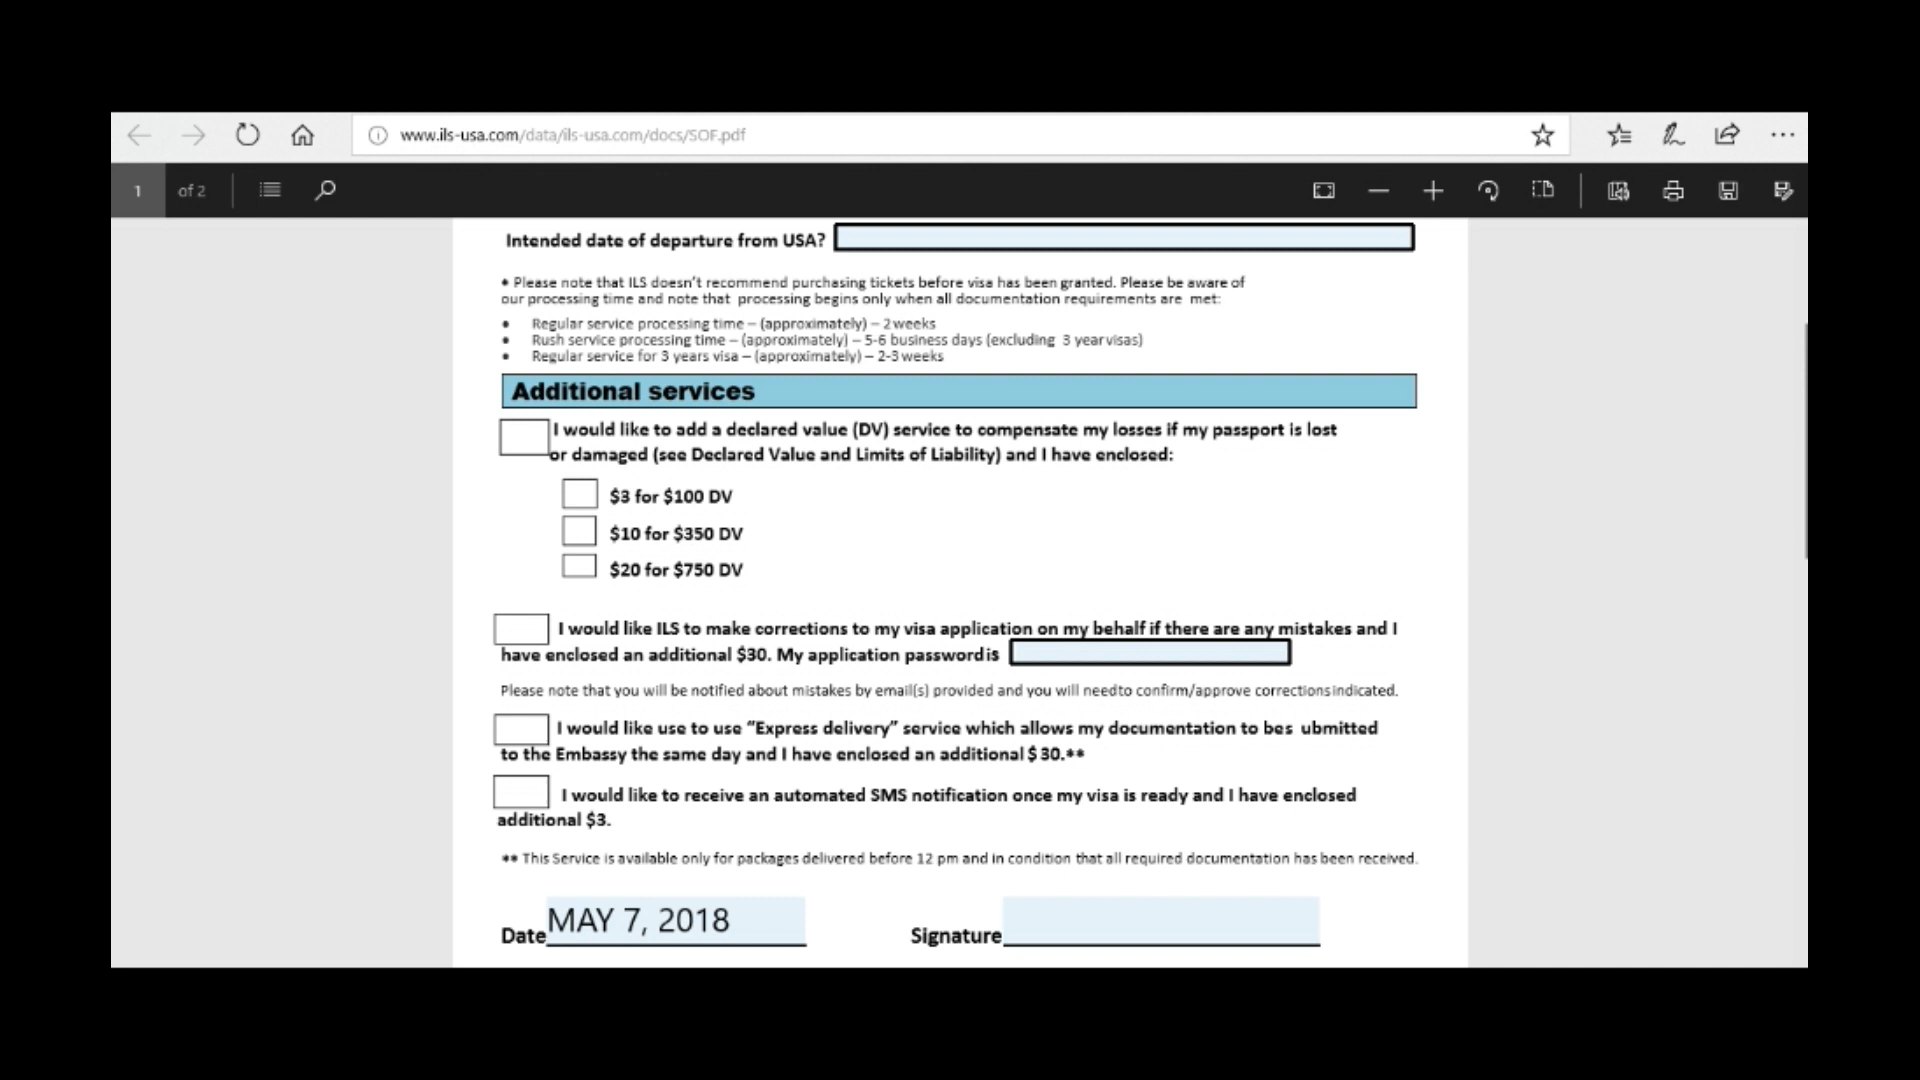 www.ils-usa.com/data/ils-usa.com/docs/SOF.pdf
1 of 2
Intended date of departure from USA?
* Please note that ILS doesn't recommend purchasing tickets before visa has been granted. Please be aware of
our processing time and note that processing begins only when all documentation requirements are met:
• Regular service processing time – (approximately) – 2 weeks
• Rush service processing time – (approximately) – 5-6 business days (excluding 3 year visas)
• Regular service for 3 years visa – (approximately) – 2-3 weeks
Additional services
I would like to add a declared value (DV) service to compensate my losses if my passport is lost
or damaged (see Declared Value and Limits of Liability) and I have enclosed:
$3 for $100 DV
$10 for $350 DV
$20 for $750 DV
I would like ILS to make corrections to my visa application on my behalf if there are any mistakes and I
have enclosed an additional $30. My application password is
Please note that you will be notified about mistakes by email(s) provided and you will needto confirm/approve corrections indicated.
I would like use to use “Express delivery” service which allows my documentation to bes ubmitted
to the Embassy the same day and I have enclosed an additional $ 30.**
I would like to receive an automated SMS notification once my visa is ready and I have enclosed
additional $3.
** This Service is available only for packages delivered before 12 pm and in condition that all required documentation has been received.
Date MAY 7, 2018 Signature